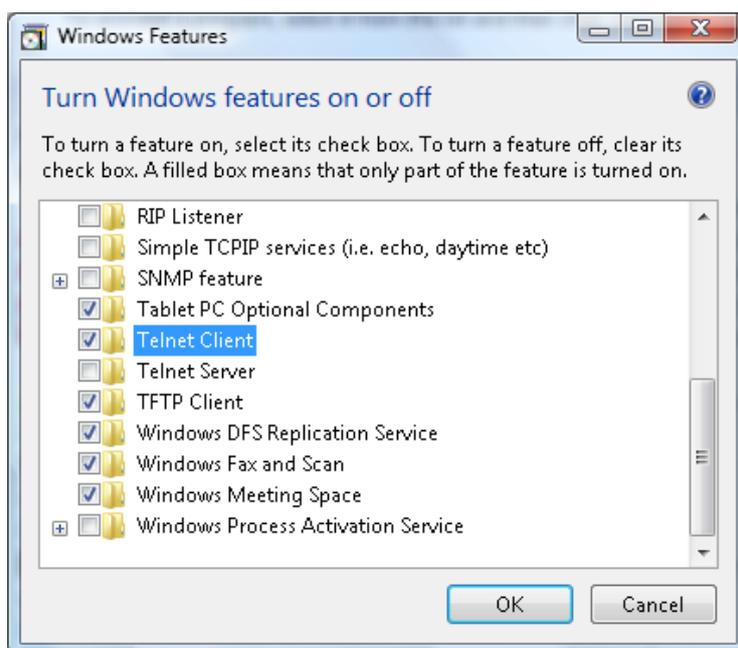 Windows Features
Turn Windows features on or off
To turn a feature on, select its check box. To turn a feature off, clear its
check box. A filled box means that only part of the feature is turned on.
RIP Listener
Simple TCPIP services (i.e. echo, daytime etc)
SNMP feature
Tablet PC Optional Components
Telnet Client
Telnet Server
TFTP Client
Windows DFS Replication Service
Windows Fax and Scan
Windows Meeting Space
Windows Process Activation Service
OK
Cancel